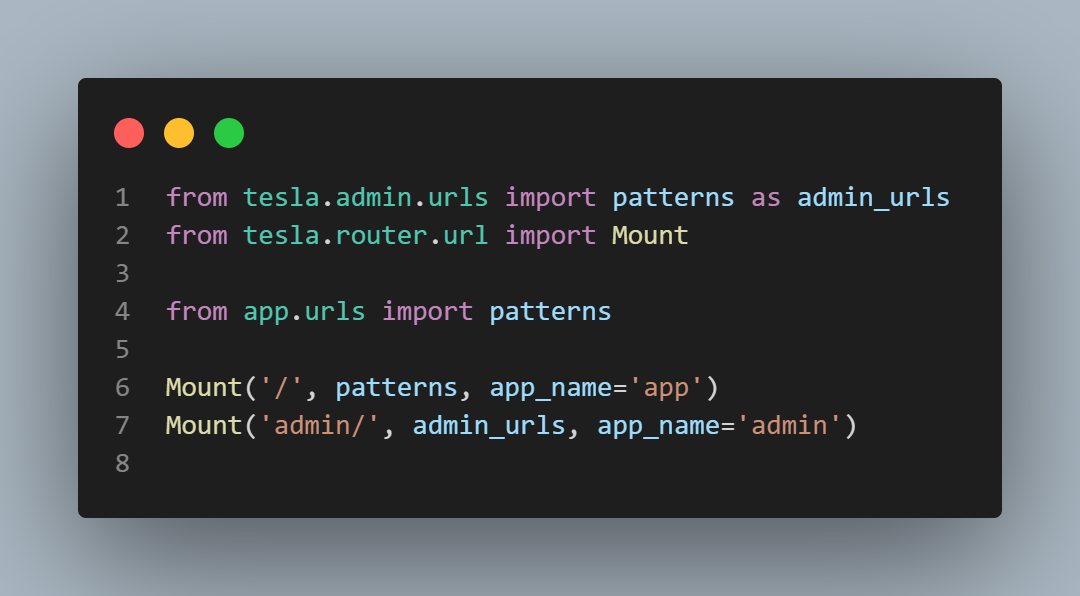 1 from tesla.admin.urls import patterns as admin_urls
2 from tesla.router.url import Mount
3
4 from app.urls import patterns
5
6 Mount('/', patterns, app_name='app')
7 Mount('admin/', admin_urls, app_name='admin')
8